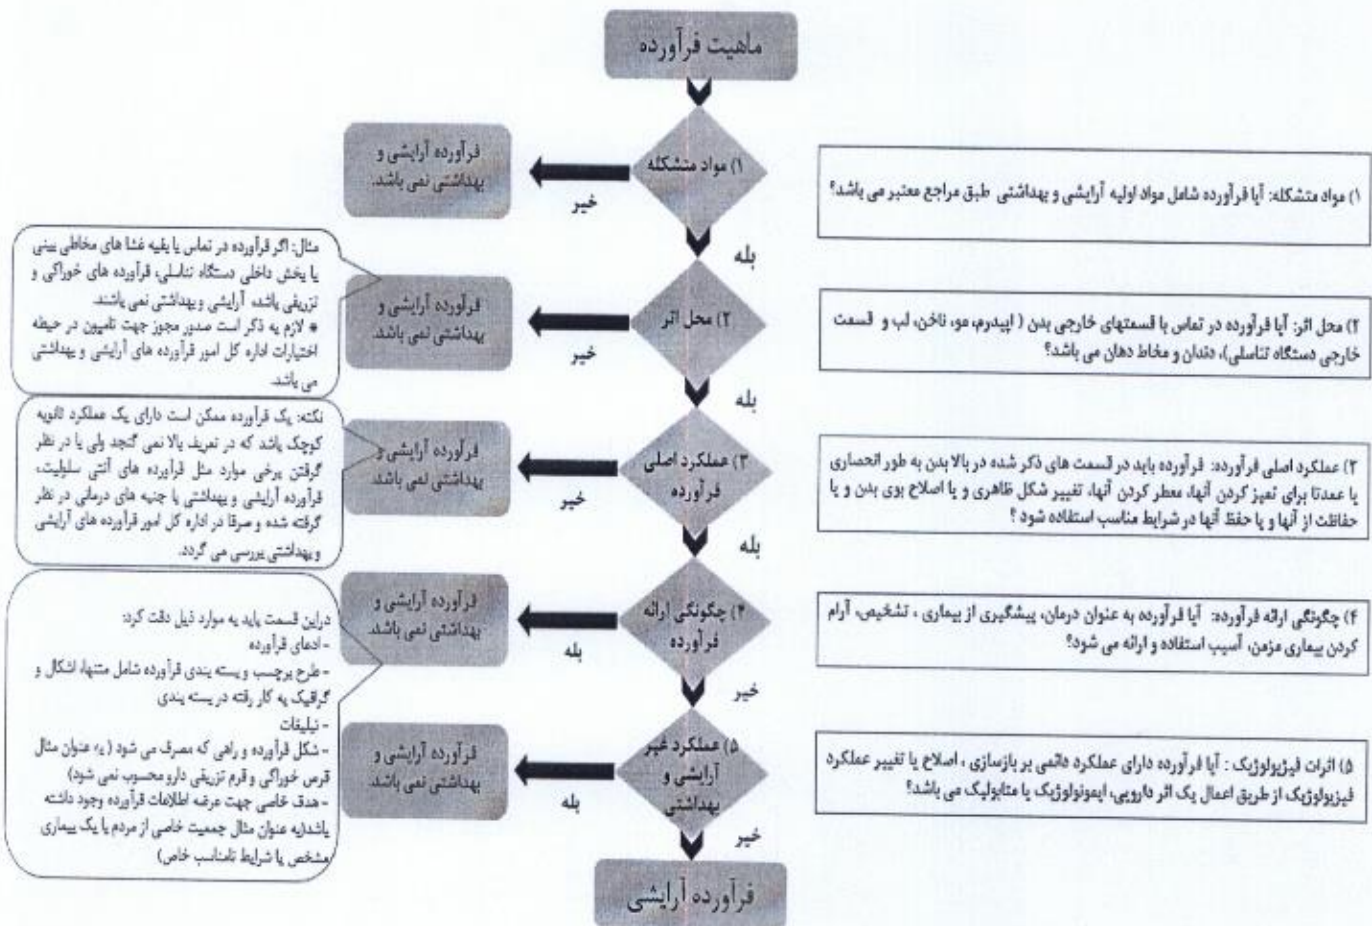 ماهیت فرآورده
۱) مواد متشکله
خیر
فرآورده آرایشی و
بهداشتی نمی باشد.
۱) مواد متشکله: آیا فرآورده شامل مواد اولیه آرایشی و بهداشتی طبق مراجع معتبر می باشد؟
بله
۲) محل اثر
خیر
فرآورده آرایشی و
بهداشتی نمی باشد.
۲) محل اثر: آیا فرآورده در تماس با قسمتهای خارجی بدن ( اپیدرم، مو، ناخن، لب و قسمت
خارجی دستگاه تناسلی)، دندان و مخاط دهان می باشد؟
مثال: اگر فرآورده در تماس با بقیه غشا های مخاطی بینی
یا بخش داخلی دستگاه تناسلی، فرآورده های خوراکی و
تزریقی باشد، آرایشی و بهداشتی نمی باشند.
* لازم به ذکر است صدور مجوز جهت تامپون در حیطه
اختیارات اداره کل امور فرآورده های آرایشی و بهداشتی
می باشد.
بله
۳) عملکرد اصلی
فرآورده
خیر
فرآورده آرایشی و
بهداشتی نمی باشد.
۳) عملکرد اصلی فرآورده: فرآورده باید در قسمت های ذکر شده در بالا بدن به طور انحصاری
یا عمدتا برای تمیز کردن آنها، معطر کردن آنها، تغییر شکل ظاهری و یا اصلاح بوی بدن و یا
حفاظت از آنها و یا حفظ آنها در شرایط مناسب استفاده شود ؟
نکته: یک فرآورده ممکن است دارای یک عملکرد ثانویه
کوچک باشد که در تعریف بالا نمی گنجد ولی با در نظر
گرفتن برخی موارد مثل فرآورده های آنتی سلولیت،
فرآورده آرایشی و بهداشتی با جنبه های درمانی در نظر
گرفته شده و صرفا در اداره کل امور فرآورده های آرایشی
و بهداشتی بررسی می گردد.
بله
۴) چگونگی ارائه
فرآورده
بله
فرآورده آرایشی و
بهداشتی نمی باشد.
۴) چگونگی ارائه فرآورده: آیا فرآورده به عنوان درمان، پیشگیری از بیماری ، تشخیص، آرام
کردن بیماری مزمن، آسیب استفاده و ارائه می شود؟
دراین قسمت باید به موارد ذیل دقت کرد:
- ادعای فرآورده
- طرح برچسب و بسته بندی فرآورده شامل متنها، اشکال و
گرافیک به کار رفته در بسته بندی
- تبلیغات
- شکل فرآورده و راهی که مصرف می شود ( به عنوان مثال
قرص خوراکی و فرم تزریقی دارو محسوب نمی شود)
- هدف خاصی جهت عرضه اطلاعات فرآورده وجود داشته
باشد(به عنوان مثال جمعیت خاصی از مردم با یک بیماری
مشخص یا شرایط نامناسب خاص)
خیر
۵) عملکرد غیر
آرایشی و
بهداشتی
بله
فرآورده آرایشی و
بهداشتی نمی باشد.
۵) اثرات فیزیولوژیک : آیا فرآورده دارای عملکرد دائمی بر بازسازی ، اصلاح یا تغییر عملکرد
فیزیولوژیک از طریق اعمال یک اثر دارویی، ایمونولوژیک یا متابولیک می باشد؟
خیر
فرآورده آرایشی